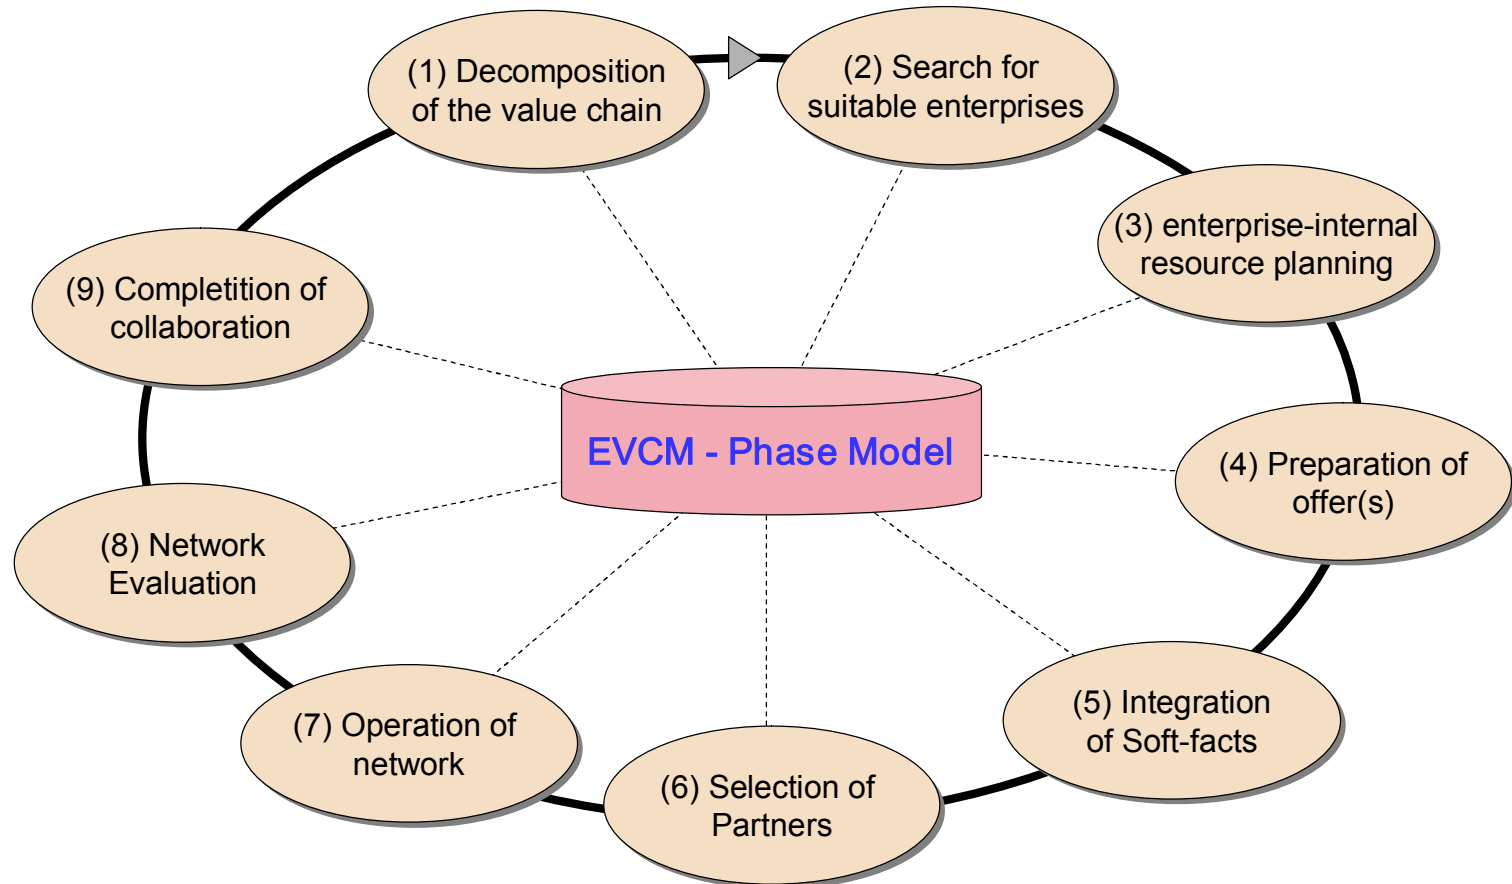 (1) Decomposition
of the value chain
(2) Search for
suitable enterprises
(3) enterprise-internal
resource planning
(4) Preparation of
offer(s)
(5) Integration
of Soft-facts
(6) Selection of
Partners
(7) Operation of
network
(8) Network
Evaluation
(9) Completition of
collaboration
EVCM - Phase Model